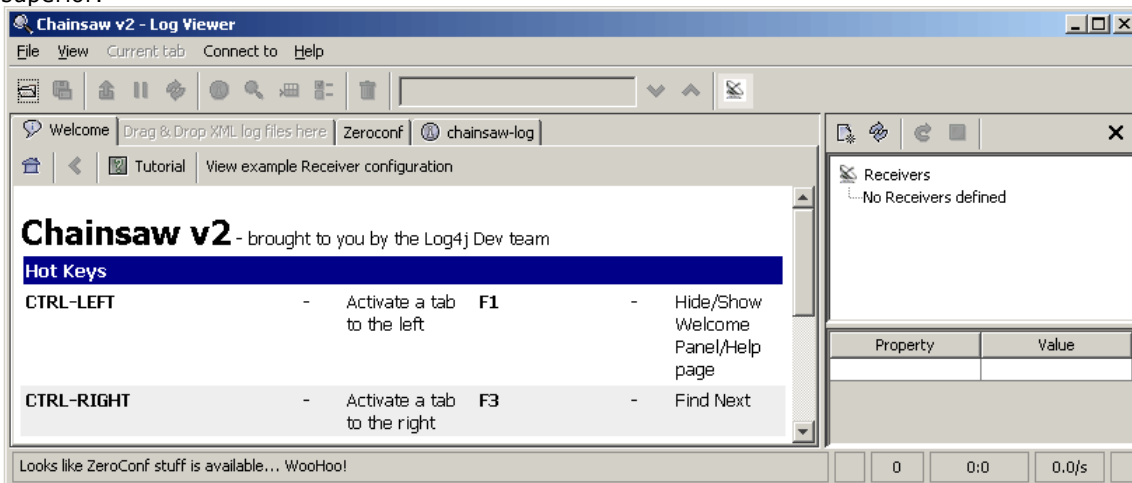 superior.
Chainsaw v2 - Log Viewer
File View Current tab Connect to Help
Welcome Drag & Drop XML log files here Zeroconf chainsaw-log
Tutorial View example Receiver configuration
Receivers
No Receivers defined
Chainsaw v2 - brought to you by the Log4j Dev team
Hot Keys
CTRL-LEFT - Activate a tab to the left F1 - Hide/Show Welcome Panel/Help page
CTRL-RIGHT - Activate a tab to the right F3 - Find Next
Property Value
Looks like ZeroConf stuff is available... WooHoo! 0 0:0 0.0/s